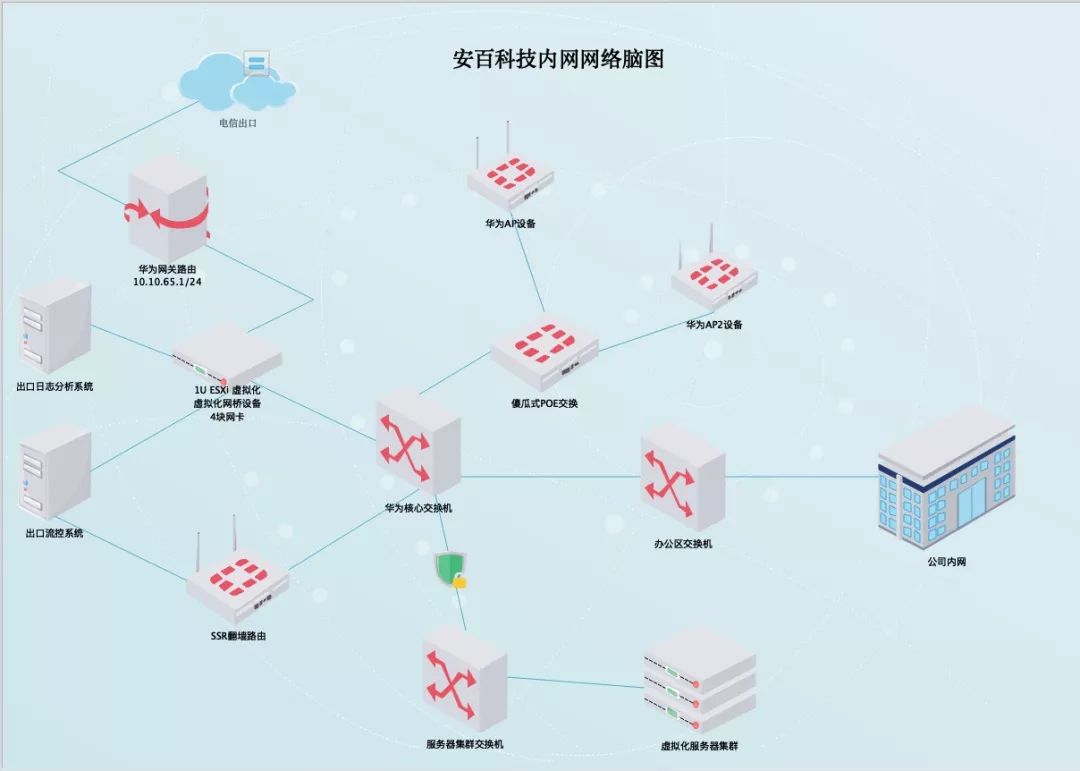 安百科技内网网络脑图
电信出口
华为AP设备
华为网关路由
10.10.65.1/24
华为AP2设备
出口日志分析系统
1U ESXi 虚拟化
虚拟化网桥设备
4块网卡
傻瓜式POE交换
华为核心交换机
出口流控系统
办公区交换机
公司内网
SSR翻墙路由
服务器集群交换机
虚拟化服务器集群